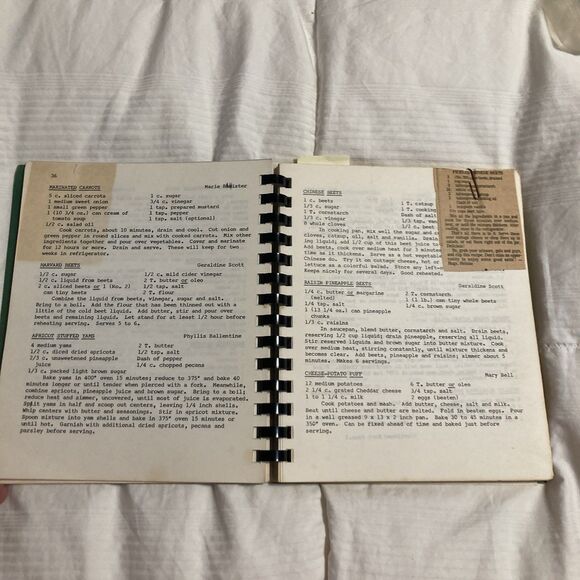 36
MARINATED CARROTS Marie
5 c. sliced carrots 1 c. sugar
1 medium sweet onion 3/4 c. vinegar
1 small green pepper 1 tsp. prepared mustard
1 (10 3/4 oz.) can cream of tomato soup 1 tsp. pepper
1/2 c. salad oil 1 tsp. salt (optional)
Cook carrots, about 10 minutes, drain and cool. Cut onion and
green pepper in round slices and mix with cooked carrots. Mix other
ingredients together and pour over vegetables. Cover and marinate
for 12 hours or more. Drain and serve. These will keep for two
weeks in refrigerator.
HARVARD BEETS Geraldine Scott
1/2 c. sugar 1/2 c. mild cider vinegar
1/2 c. liquid from beets 2 T. butter or oleo
2 c. sliced beets or 1 (No. 2) can tiny beets 1/2 tsp. salt
2 T. flour
Combine the liquid from beets, vinegar, sugar and salt.
Bring to a boil. Add the flour that has been thinned out with a
little of the cold beet liquid. Add butter, stir and pour over
beets and remaining liquid. Let stand for at least 1/2 hour before
reheating serving. Serves 5 to 6.
APRICOT STUFFED YAMS Phyllis Ballentine
4 medium yams 2 T. butter
1/2 c. diced dried apricots 1/2 tsp. salt
2/3 c. unsweetened pineapple juice Dash of pepper
1/4 c. chopped pecans
1/3 c. packed light brown sugar
Bake yams in 400° oven 15 minutes; reduce to 375° and bake 40
minutes longer or until tender when pierced with a fork. Meanwhile,
combine apricots, pineapple juice and brown sugar. Bring to a boil;
reduce heat and simmer, uncovered, until most of juice is evaporated.
Split yams in half and scoop out centers, leaving 1/4 inch shells.
Whip centers with butter and seasonings. Stir in apricot mixture.
Spoon mixture into yam shells and bake in 375° oven 15 minutes or
until hot. Garnish with additional dried apricots, pecans and
parsley before serving.
CHINESE BEETS
1 c. beets 1 T. catsup
1/3 c. sugar 1 T. cooking
1 T. cornstarch Dash of salt
1/3 c. vinegar 1/3 tsp.
8 whole cloves 1/2 c. beet
In cooking pan, mix well the sugar and
cloves, catsup, oil, salt and vanilla. Drain
ing liquid; add 1/2 cup of this beet juice to
Add beets, cook over medium heat for 3 minutes
time as it thickens. Serve as a hot vegetable
Chinese do. Try it on cottage cheese, hot or
lettuce as a colorful salad. Store any left
Keeps nicely for several days. Good reheated.
BALLYN PINEAPPLE BEETS Geraldine Scott
1/4 c. butter or margarine (melted) 2 T. cornstarch
1/4 tsp. salt 1 (1 lb.) can tiny whole beets
1 (13 1/4 oz.) can pineapple chunks 1/4 c. brown sugar
1/3 c. raisins
In saucepan, blend butter, cornstarch and salt. Drain beets,
reserving 1/2 cup liquid; drain pineapple, reserving all liquid.
Stir reserved liquids and brown sugar into butter mixture. Cook
over medium heat, stirring constantly, until mixture thickens and
becomes clear. Add beets, pineapple and raisins; simmer about 5
minutes. Makes 6 servings.
CHEESE-POTATO PUFF Mary Bell
12 medium potatoes 6 T. butter or oleo
2 1/4 c. grated Cheddar cheese 3/4 tsp. salt
1 to 1 1/4 c. milk 2 eggs (beaten)
Cook potatoes and mash. Add butter, cheese, salt and milk.
Beat until cheese and butter are melted. Fold in beaten eggs. Pour
in a well greased 9 x 13 x 2 inch pan. Bake 30 to 45 minutes in a
350° oven. Can be fixed ahead of time and baked just before
serving.